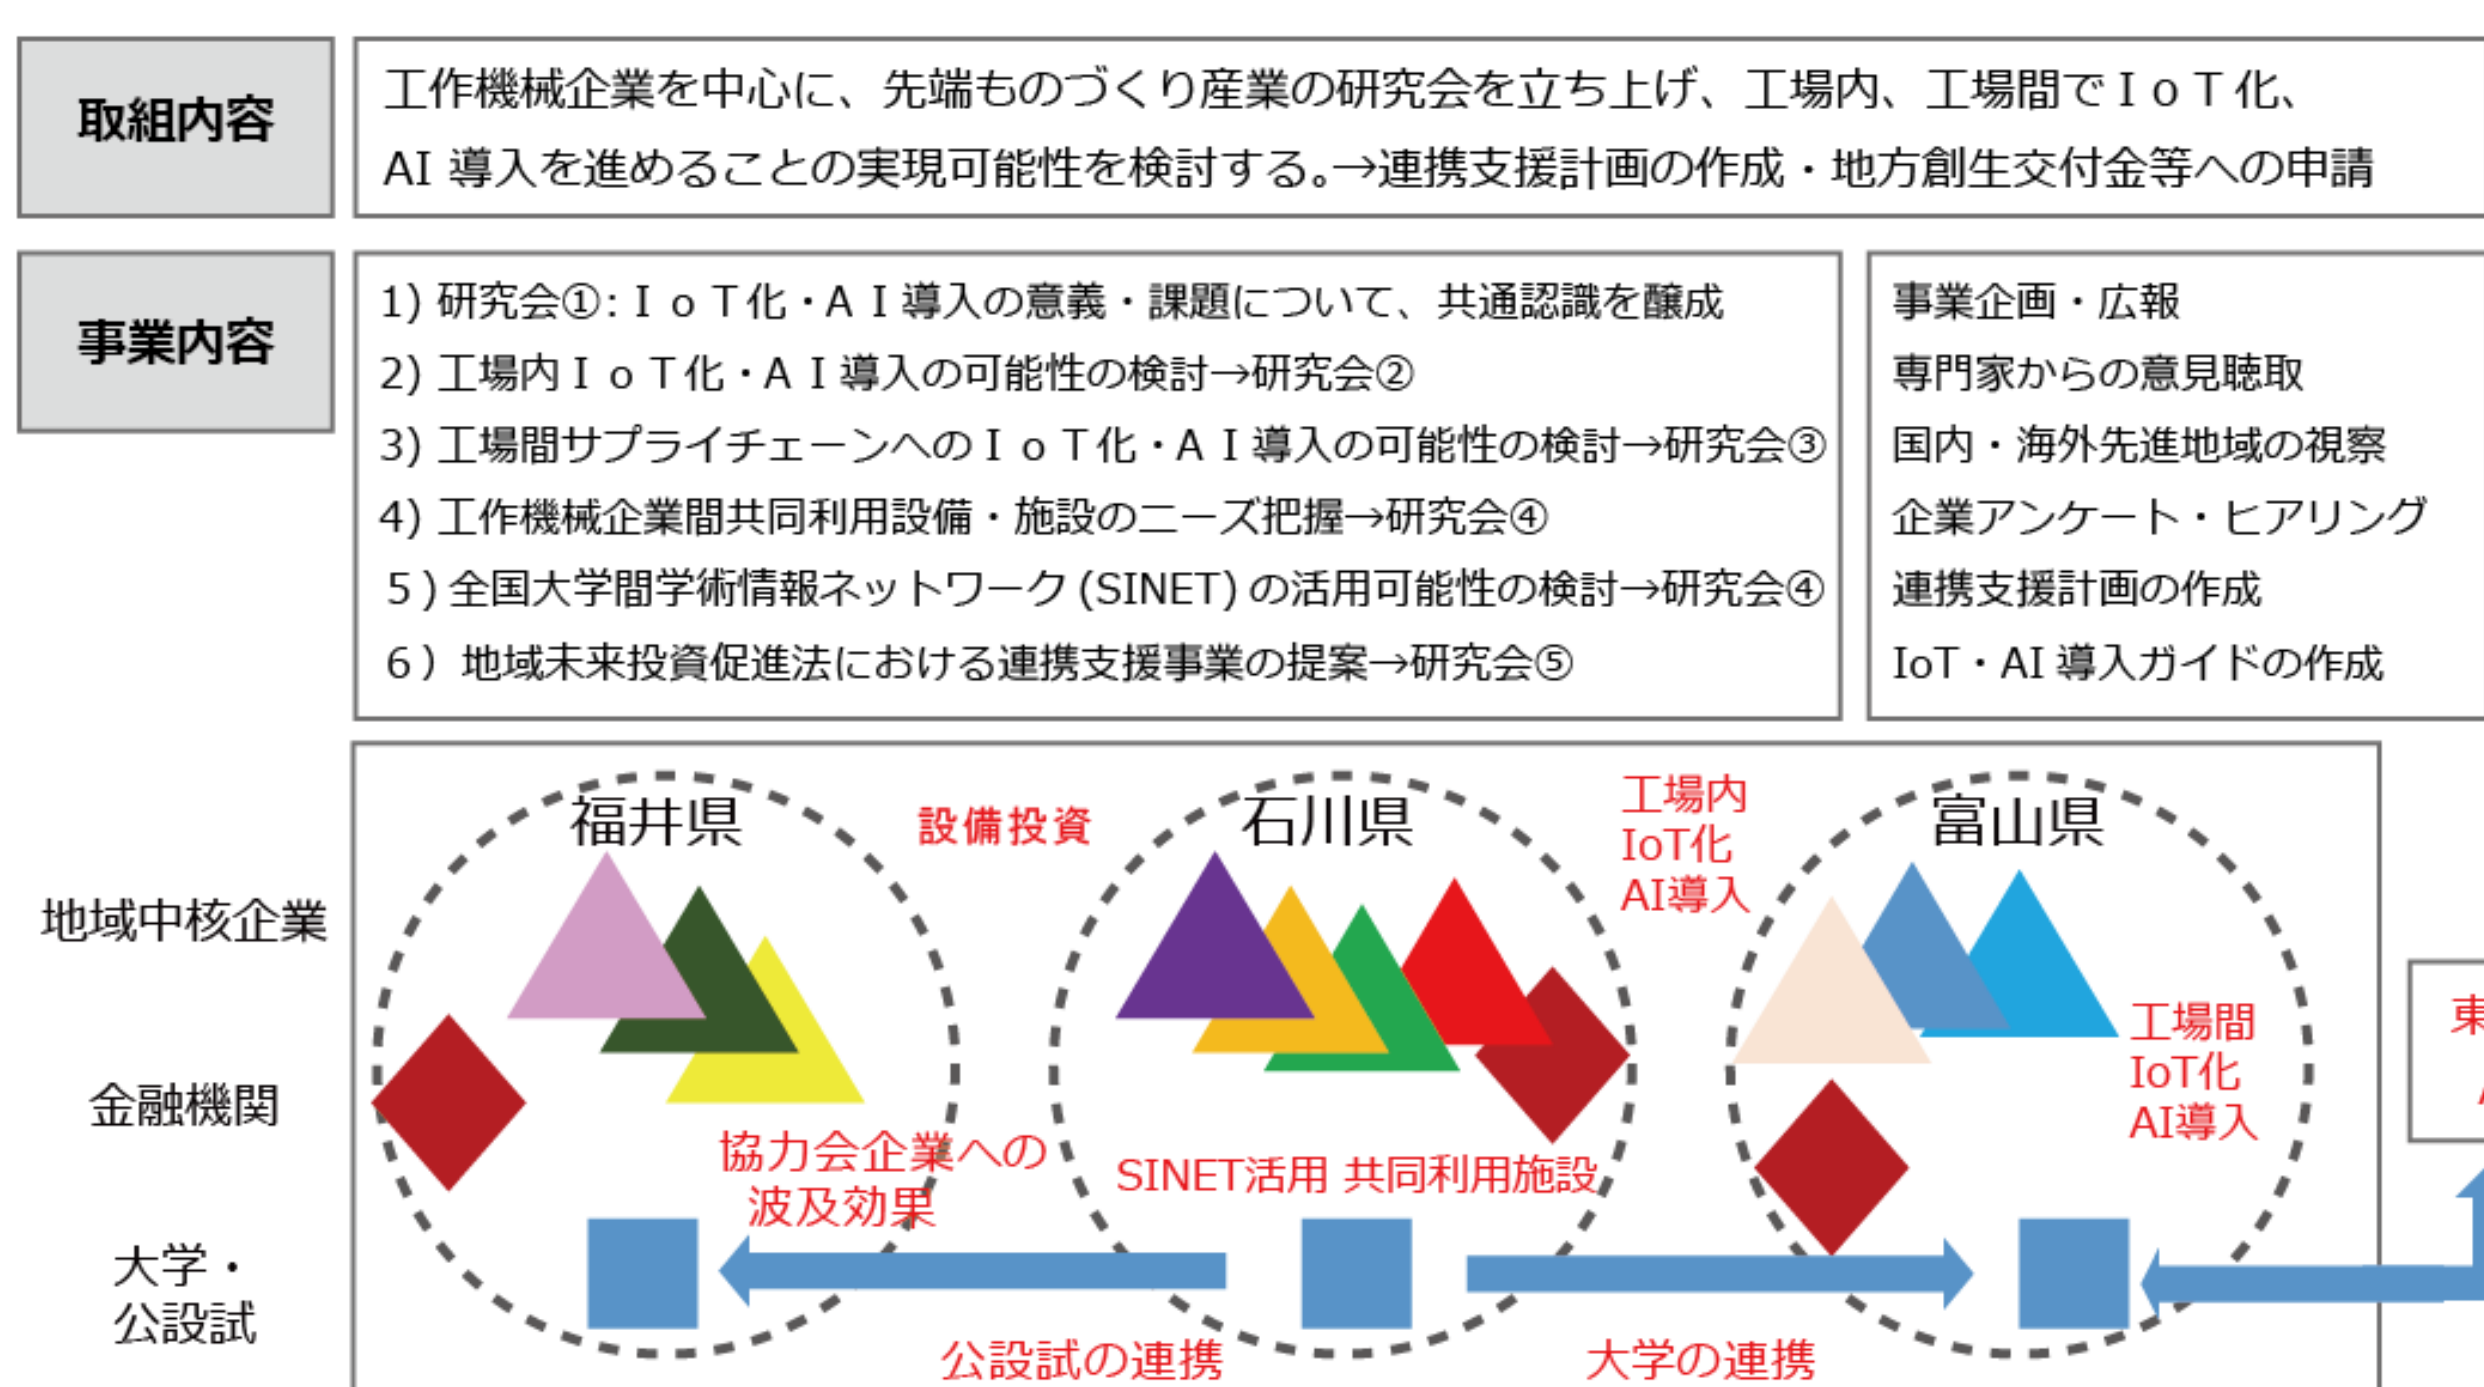 取組内容
工作機械企業を中心に、先端ものづくり産業の研究会を立ち上げ、工場内、工場間でＩｏＴ化、
AI 導入を進めることの実現可能性を検討する。→連携支援計画の作成・地方創生交付金等への申請
事業内容
1) 研究会①:ＩｏＴ化・ＡＩ導入の意義・課題について、共通認識を醸成
2) 工場内ＩｏＴ化・ＡＩ導入の可能性の検討→研究会②
3) 工場間サプライチェーンへのＩｏＴ化・ＡＩ導入の可能性の検討→研究会③
4) 工作機械企業間共同利用設備・施設のニーズ把握→研究会④
５) 全国大学間学術情報ネットワーク (SINET) の活用可能性の検討→研究会④
６）地域未来投資促進法における連携支援事業の提案→研究会⑤
事業企画・広報
専門家からの意見聴取
国内・海外先進地域の視察
企業アンケート・ヒアリング
連携支援計画の作成
IoT・AI 導入ガイドの作成
福井県
設備投資
石川県
工場内
IoT化
AI導入
富山県
地域中核企業
工場間
IoT化
AI導入
東
金融機関
協力会企業への
波及効果
SINET活用 共同利用施設
大学・
公設試
公設試の連携
大学の連携